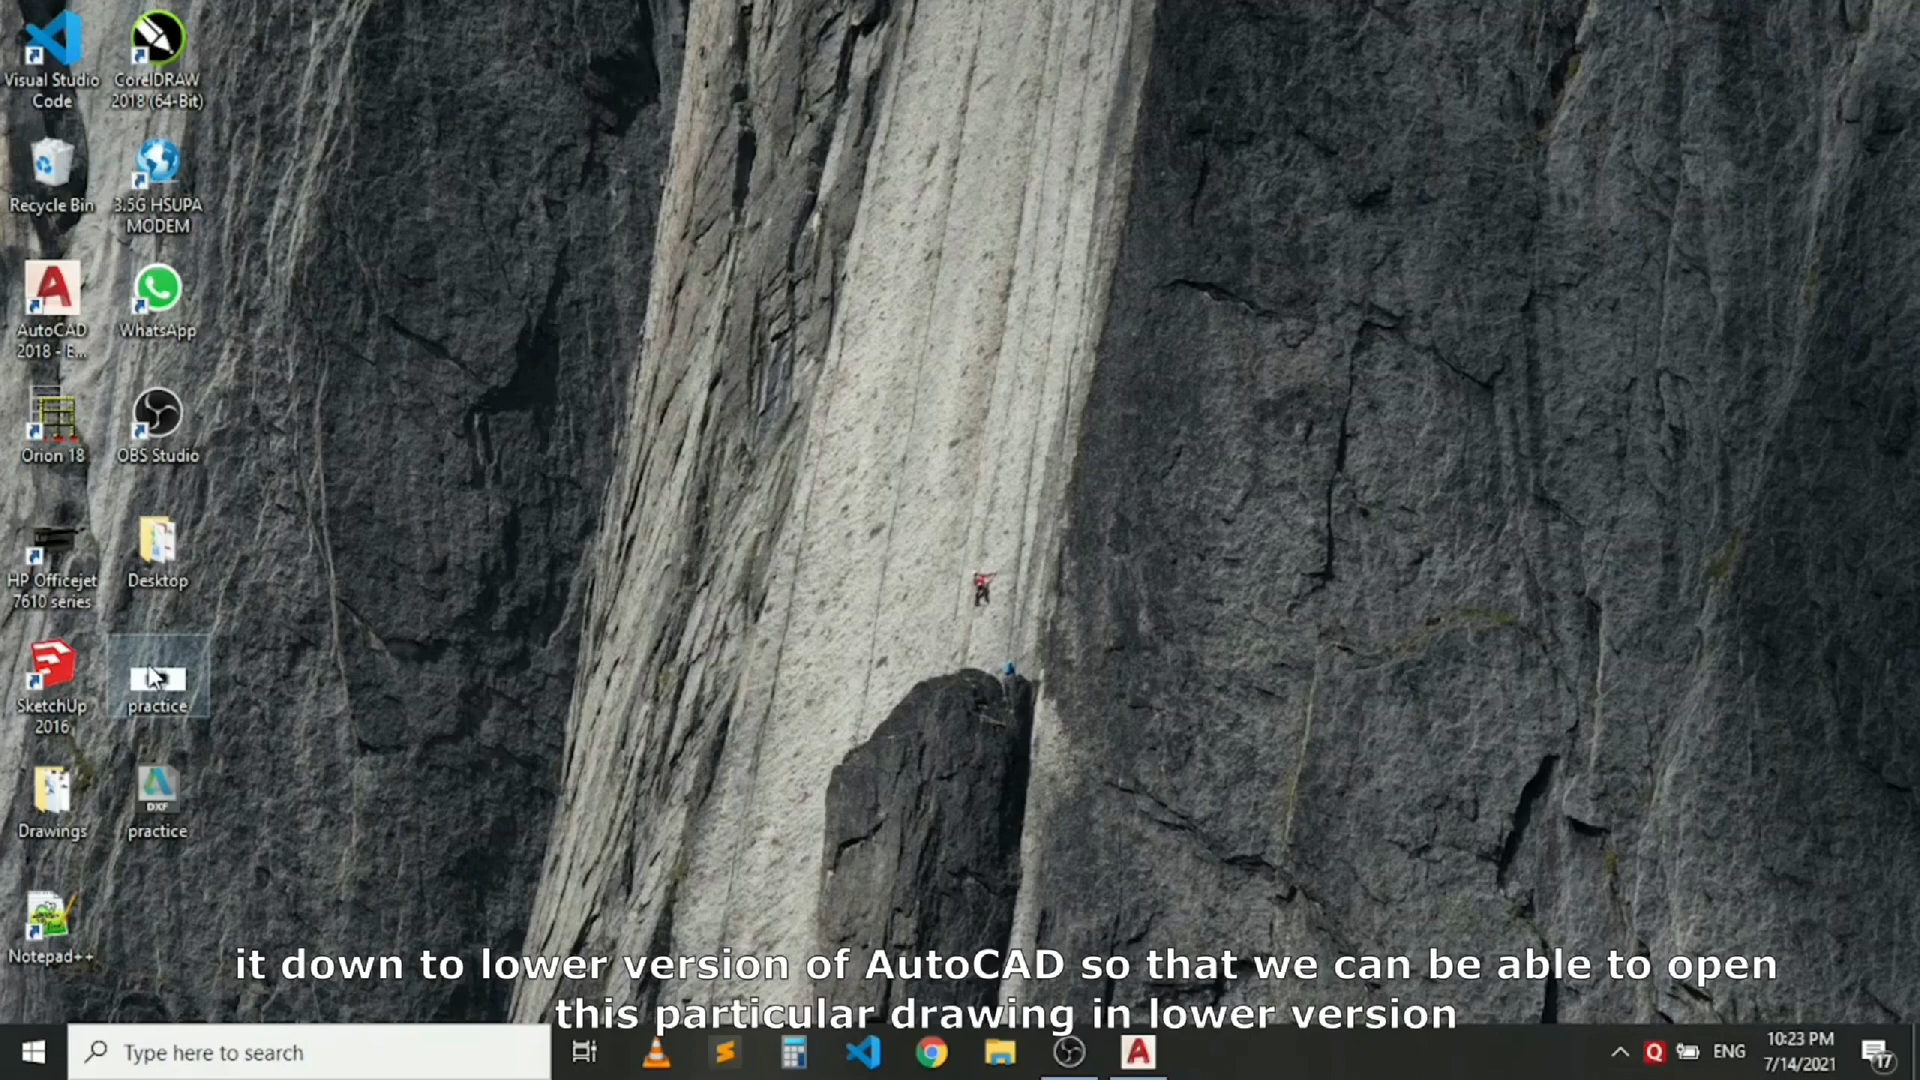 Visual Studio
Code
CorelDRAW
2018 (64-Bit)
Recycle Bin
3.5G HSUPA
MODEM
AutoCAD
2018 - E...
WhatsApp
Orion 18
OBS Studio
HP Officejet
7610 series
Desktop
SketchUp
2016
practice
Drawings
DXF
practice
Notepad++
it down to lower version of AutoCAD so that we can be able to open
this particular drawing in lower version
Type here to search
ENG
10:23 PM
7/14/2021
17